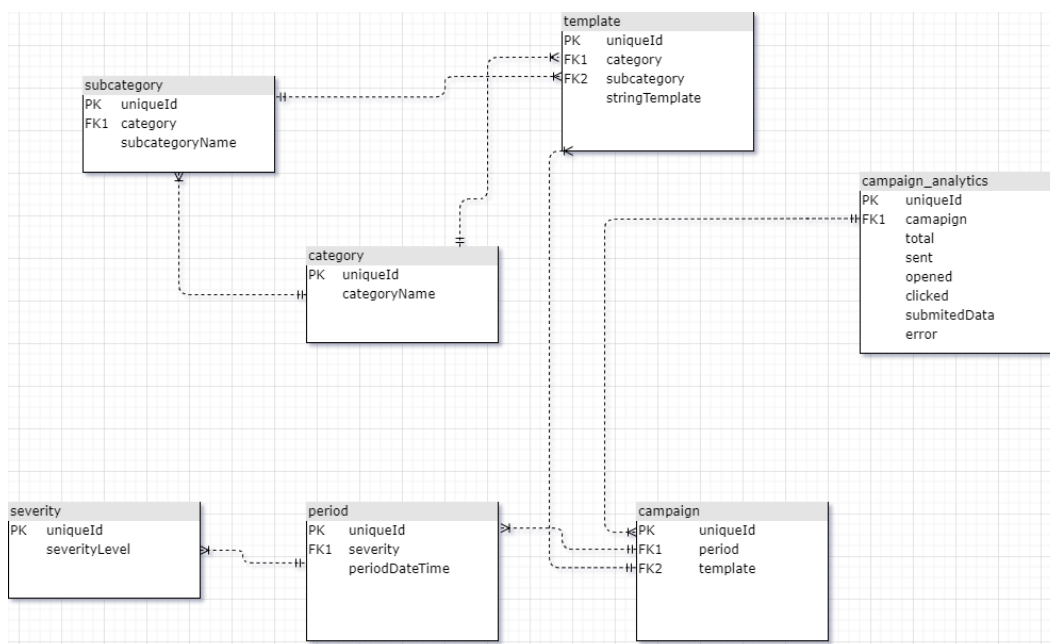 template
PK uniqueId
FK1 category
FK2 subcategory
stringTemplate
subcategory
PK uniqueId
FK1 category
subcategoryName
campaign_analytics
PK uniqueId
FK1 camapign
total
sent
opened
clicked
submitedData
error
category
PK uniqueId
categoryName
severity
PK uniqueId
severityLevel
period
PK uniqueId
FK1 severity
periodDateTime
campaign
PK uniqueId
FK1 period
FK2 template